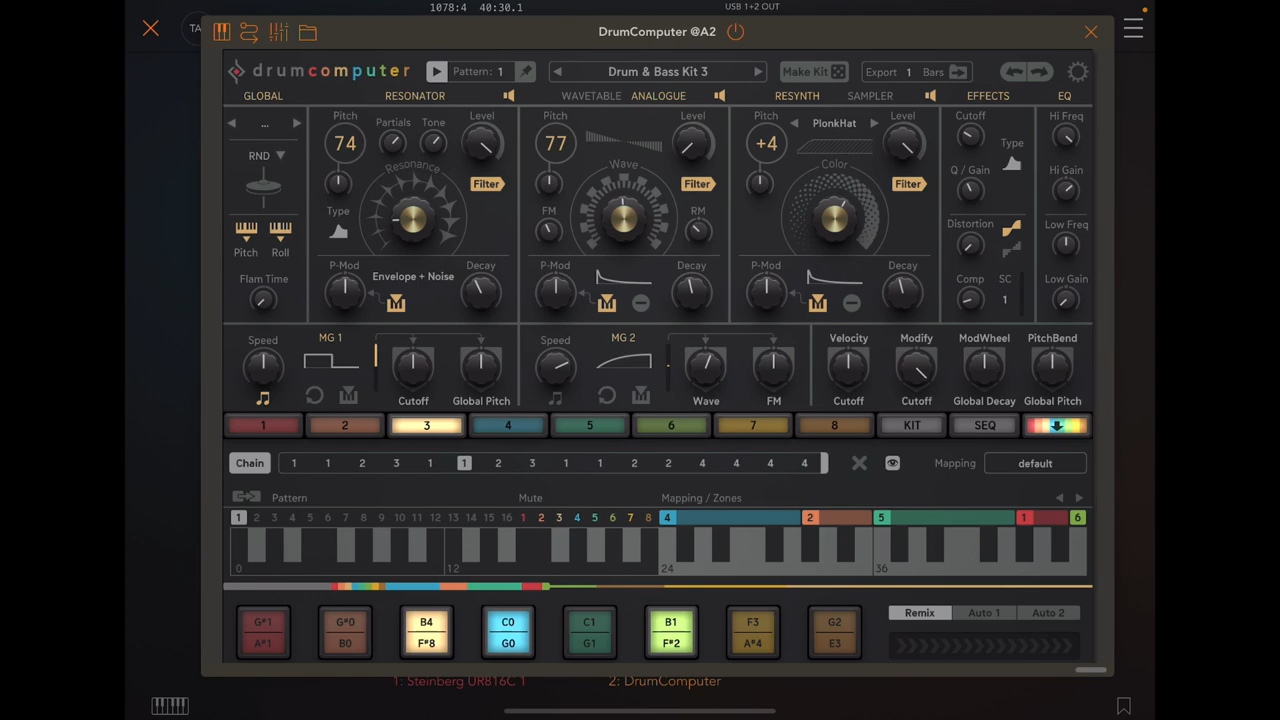 1078:4 40:30.1 USB 1+2 OUT
TA
DrumComputer @A2
drumcomputer Pattern: 1 Drum & Bass Kit 3 Make Kit Export 1 Bars
GLOBAL RESONATOR WAVETABLE ANALOGUE RESYNTH SAMPLER EFFECTS EQ
Pitch Partials Tone Level Pitch Level Pitch PlonkHat Level Cutoff Hi Freq
...
74 77 +4 Type
RND Color Wave Resonance
Q / Gain Hi Gain
Filter Filter Filter
Type FM RM Distortion Low Freq
Pitch Roll
P-Mod Envelope + Noise Decay P-Mod Decay P-Mod Decay Comp SC Low Gain
Flam Time
1
Speed MG 1 Speed MG 2 Velocity Modify ModWheel PitchBend
Cutoff Global Pitch Wave FM Cutoff Cutoff Global Decay Global Pitch
1 2 3 4 5 6 7 8 KIT SEQ
Chain 1 1 2 3 1 1 2 3 1 1 2 2 4 4 4 4 Mapping default
Pattern Mute Mapping / Zones
1 2 3 4 5 6 7 8 9 10 11 12 13 14 15 16 1 2 3 4 5 6 7 8 4 2 5 1 6
0 12 24 36
G#1 G#0 B4 C0 C1 B1 F3 G2 Remix Auto 1 Auto 2
A#1 B0 F#8 G0 G1 F#2 A#4 E3
1: Steinberg UR816C 1 2: DrumComputer